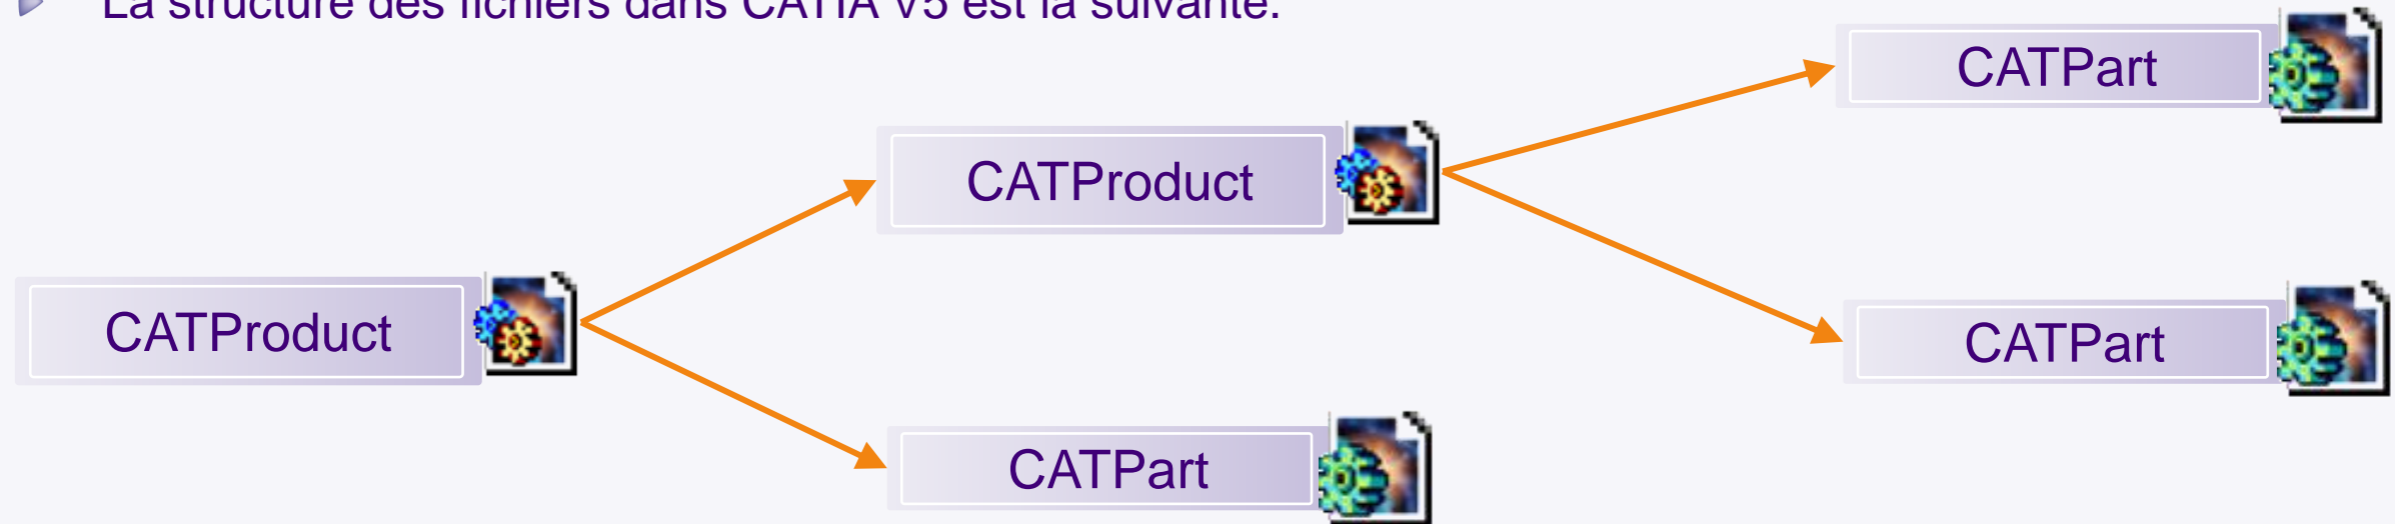 La structure des fichiers dans CATIA V5 est la suivante:
CATPart
CATProduct
CATProduct
CATPart
CATPart